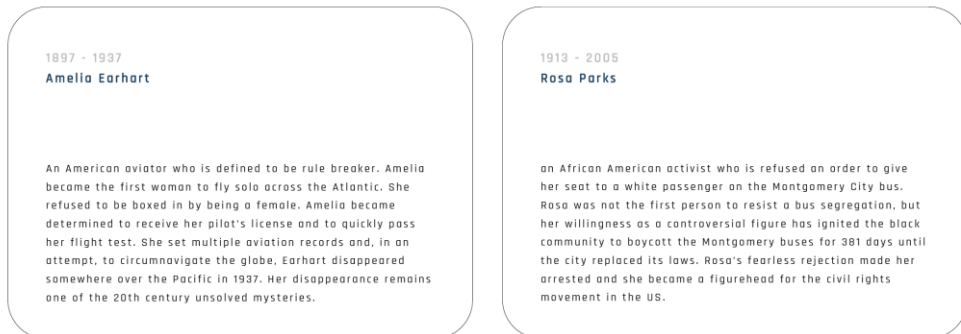 1897 - 1937
Amelia Earhart
An American aviator who is defined to be rule breaker. Amelia
became the first woman to fly solo across the Atlantic. She
refused to be boxed in by being a female. Amelia became
determined to receive her pilot's license and to quickly pass
her flight test. She set multiple aviation records and, in an
attempt, to circumnavigate the globe, Earhart disappeared
somewhere over the Pacific in 1937. Her disappearance remains
one of the 20th century unsolved mysteries.
1913 - 2005
Rosa Parks
an African American activist who is refused an order to give
her seat to a white passenger on the Montgomery City bus.
Rosa was not the first person to resist a bus segregation, but
her willingness as a controversial figure has ignited the black
community to boycott the Montgomery buses for 381 days until
the city replaced its laws. Rosa's fearless rejection made her
arrested and she became a figurehead for the civil rights
movement in the US.